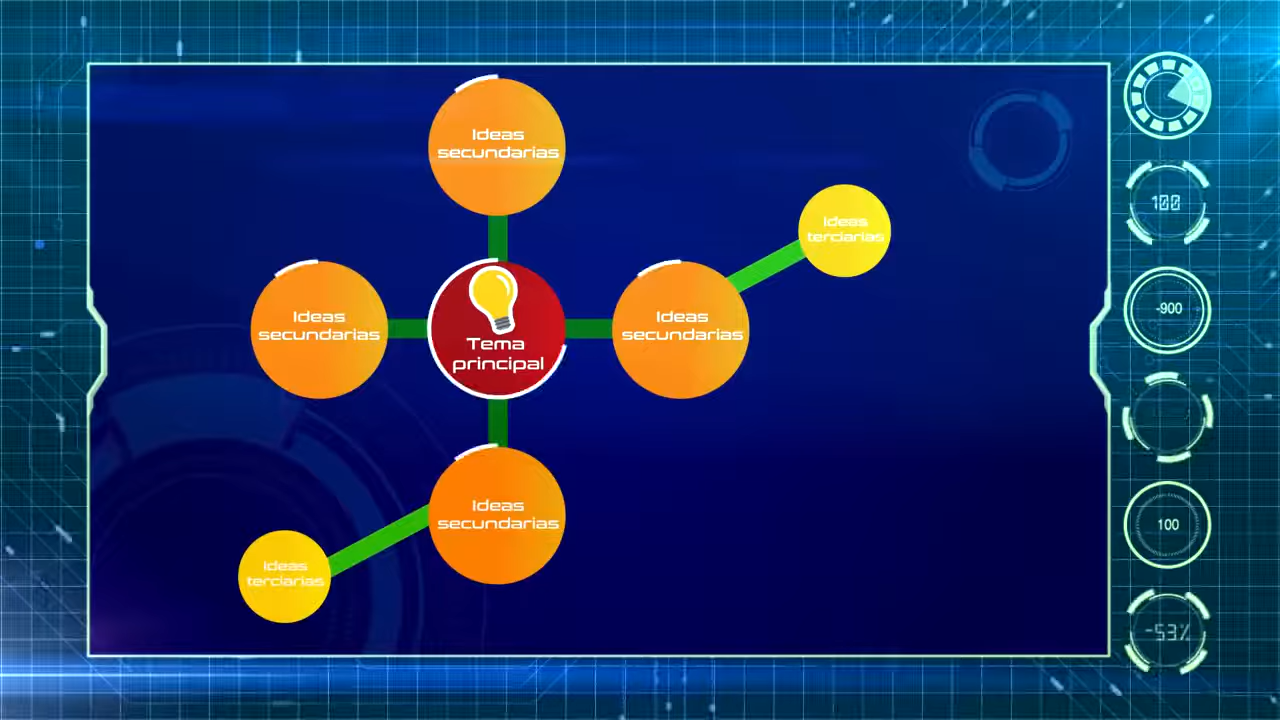 Ideas
secundarias
Ideas
terciarias
Ideas
secundarias
Tema
principal
Ideas
secundarias
Ideas
secundarias
Ideas
terciarias
100
-900
100
-53%